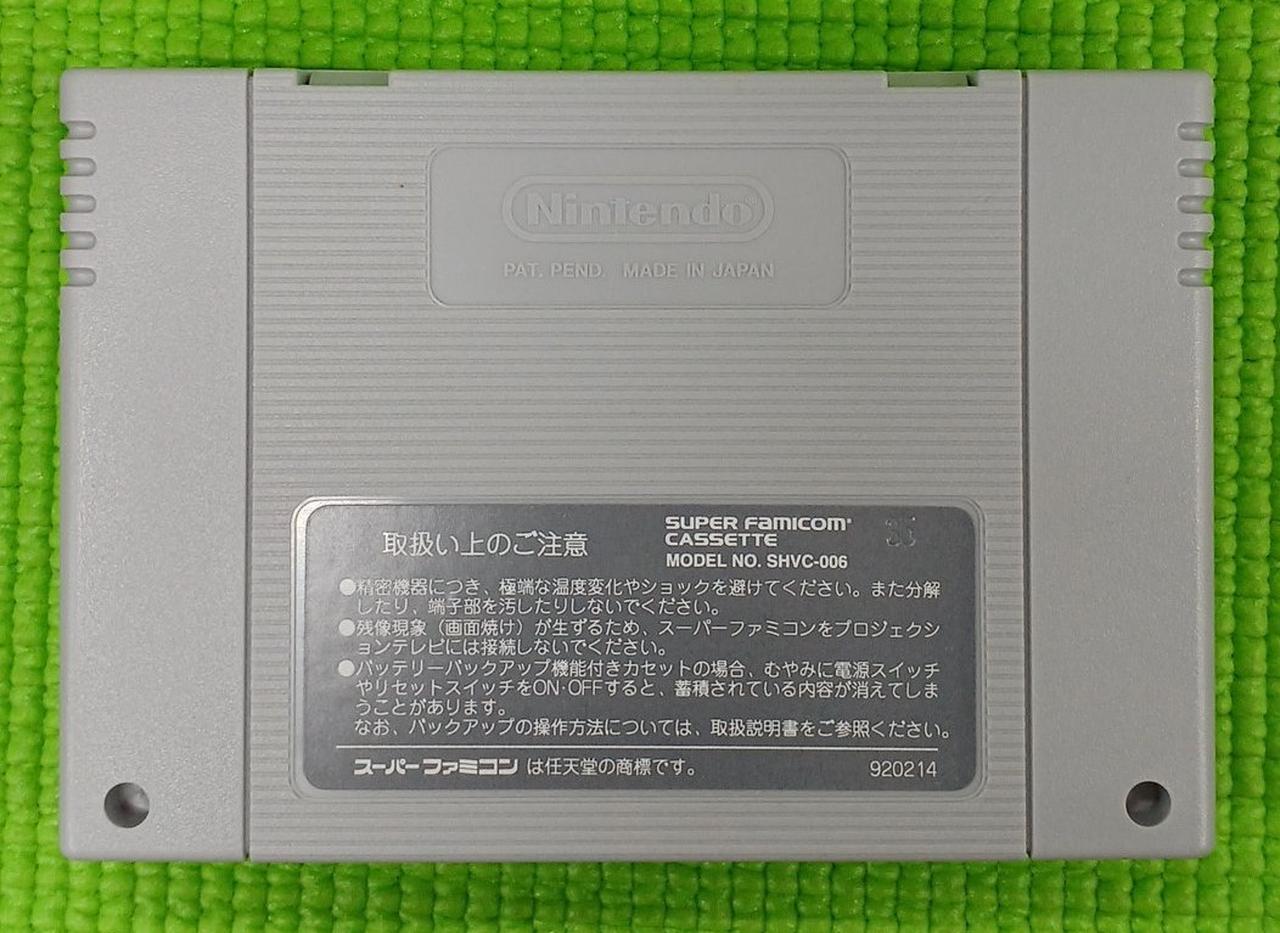 Nintendo®
PAT. PEND. MADE IN JAPAN
取扱い上のご注意
SUPER FAMICOM®
CASSETTE
MODEL NO. SHVC-006
35
●精密機器につき、極端な温度変化やショックを避けてください。また分解
したり、端子部を汚したりしないでください。
●残像現象（画面焼け）が生ずるため、スーパーファミコンをプロジェクシ
ョンテレビには接続しないでください。
●バッテリーバックアップ機能付きカセットの場合、むやみに電源スイッチ
やリセットスイッチをON·OFFすると、蓄積されている内容が消えてしま
うことがあります。
なお、バックアップの操作方法については、取扱説明書をご参照ください。
スーパーファミコン は任天堂の商標です。
920214